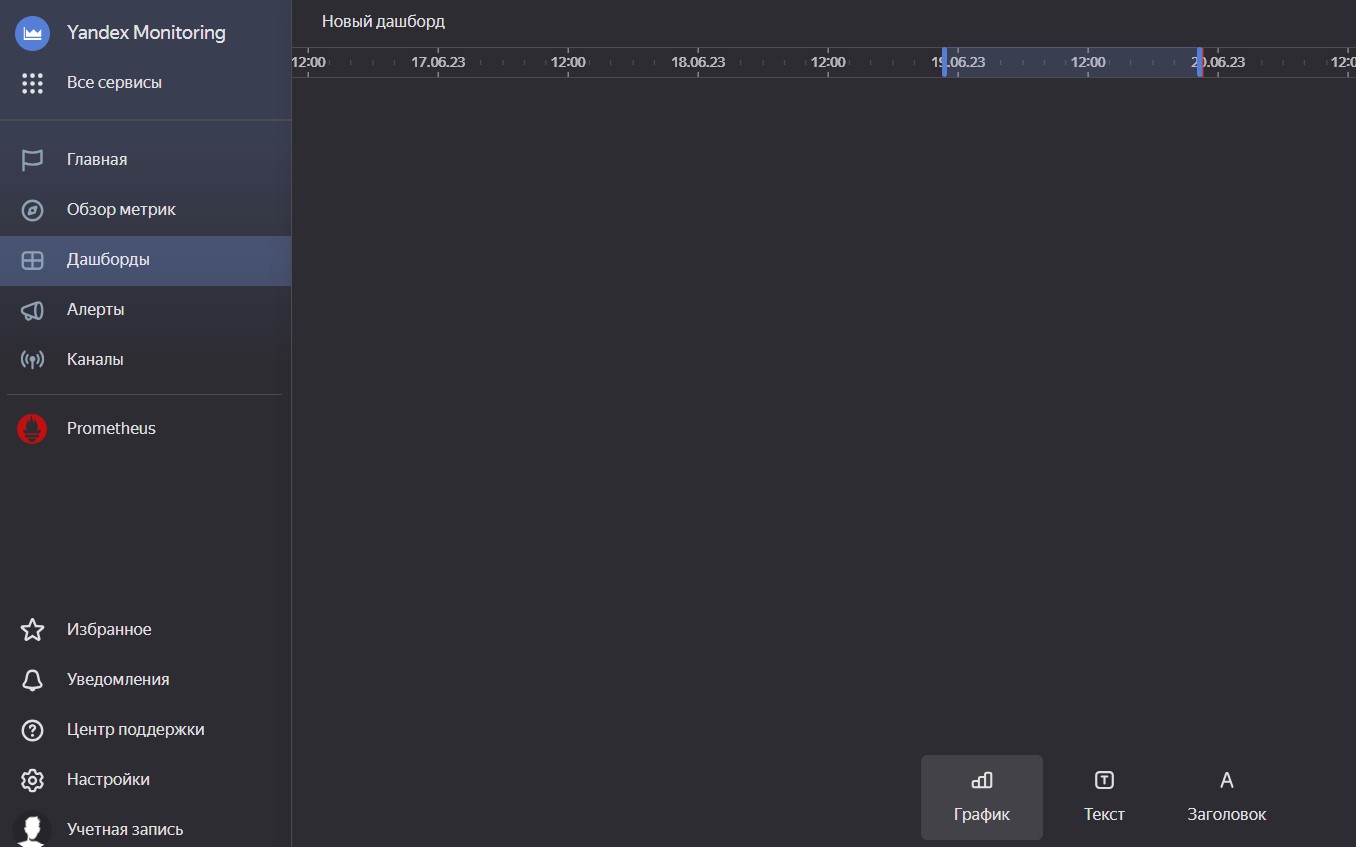 Yandex Monitoring
Все сервисы
Главная
Обзор метрик
Дашборды
Алерты
Каналы
Prometheus
Избранное
Уведомления
Центр поддержки
Настройки
Учетная запись
Новый дашборд
12:00 17.06.23 12:00 18.06.23 12:00 19.06.23 12:00 20.06.23 12:0
График Текст Заголовок